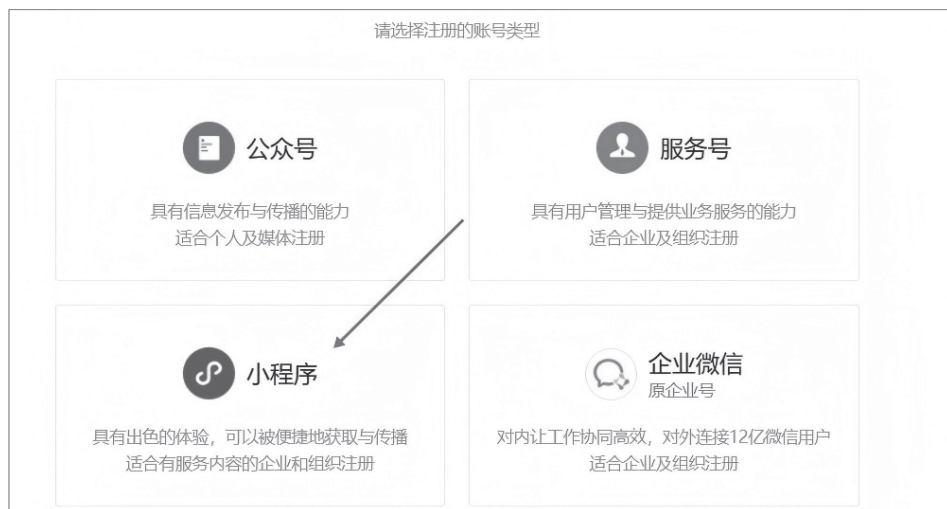 请选择注册的账号类型
公众号
具有信息发布与传播的能力
适合个人及媒体注册
服务号
具有用户管理与提供业务服务的能力
适合企业及组织注册
小程序
具有出色的体验，可以被便捷地获取与传播
适合有服务内容的企业和组织注册
企业微信
原企业号
对内让工作协同高效，对外连接12亿微信用户
适合企业及组织注册